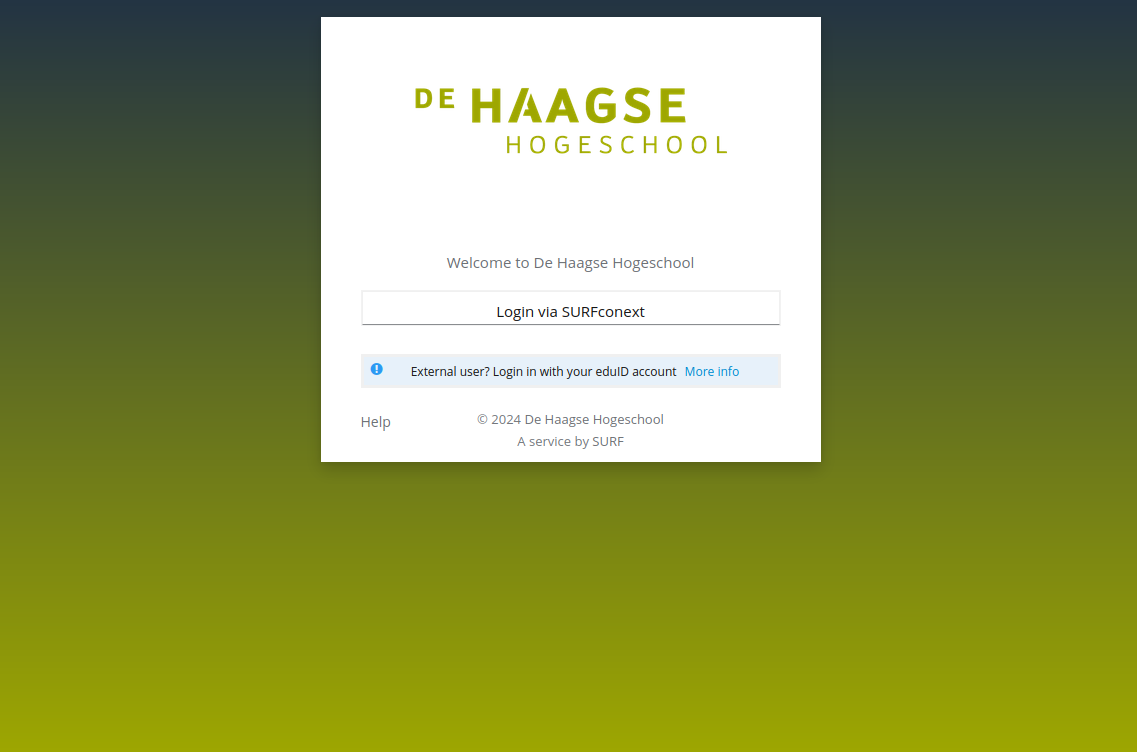 DE HAAGSE
HOGESCHOOL
Welcome to De Haagse Hogeschool
Login via SURFconext
External user? Login in with your eduID account More info
Help
© 2024 De Haagse Hogeschool
A service by SURF